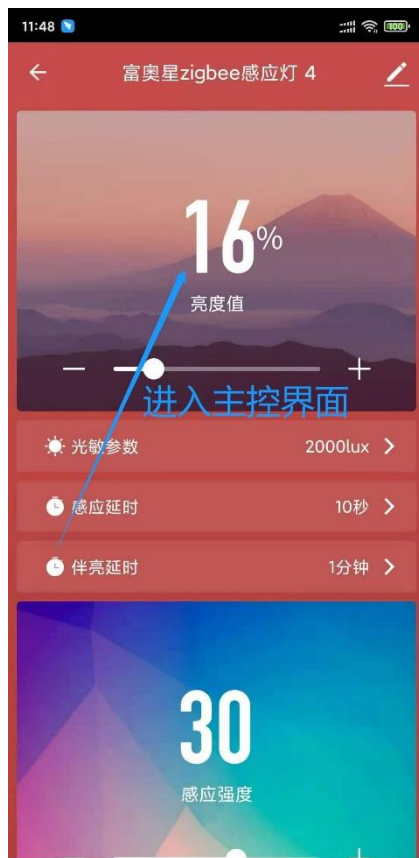 11:48
100
富奥星zigbee感应灯 4
16%
亮度值
进入主控界面
光敏参数 2000lux
感应延时 10秒
伴亮延时 1分钟
30
感应强度